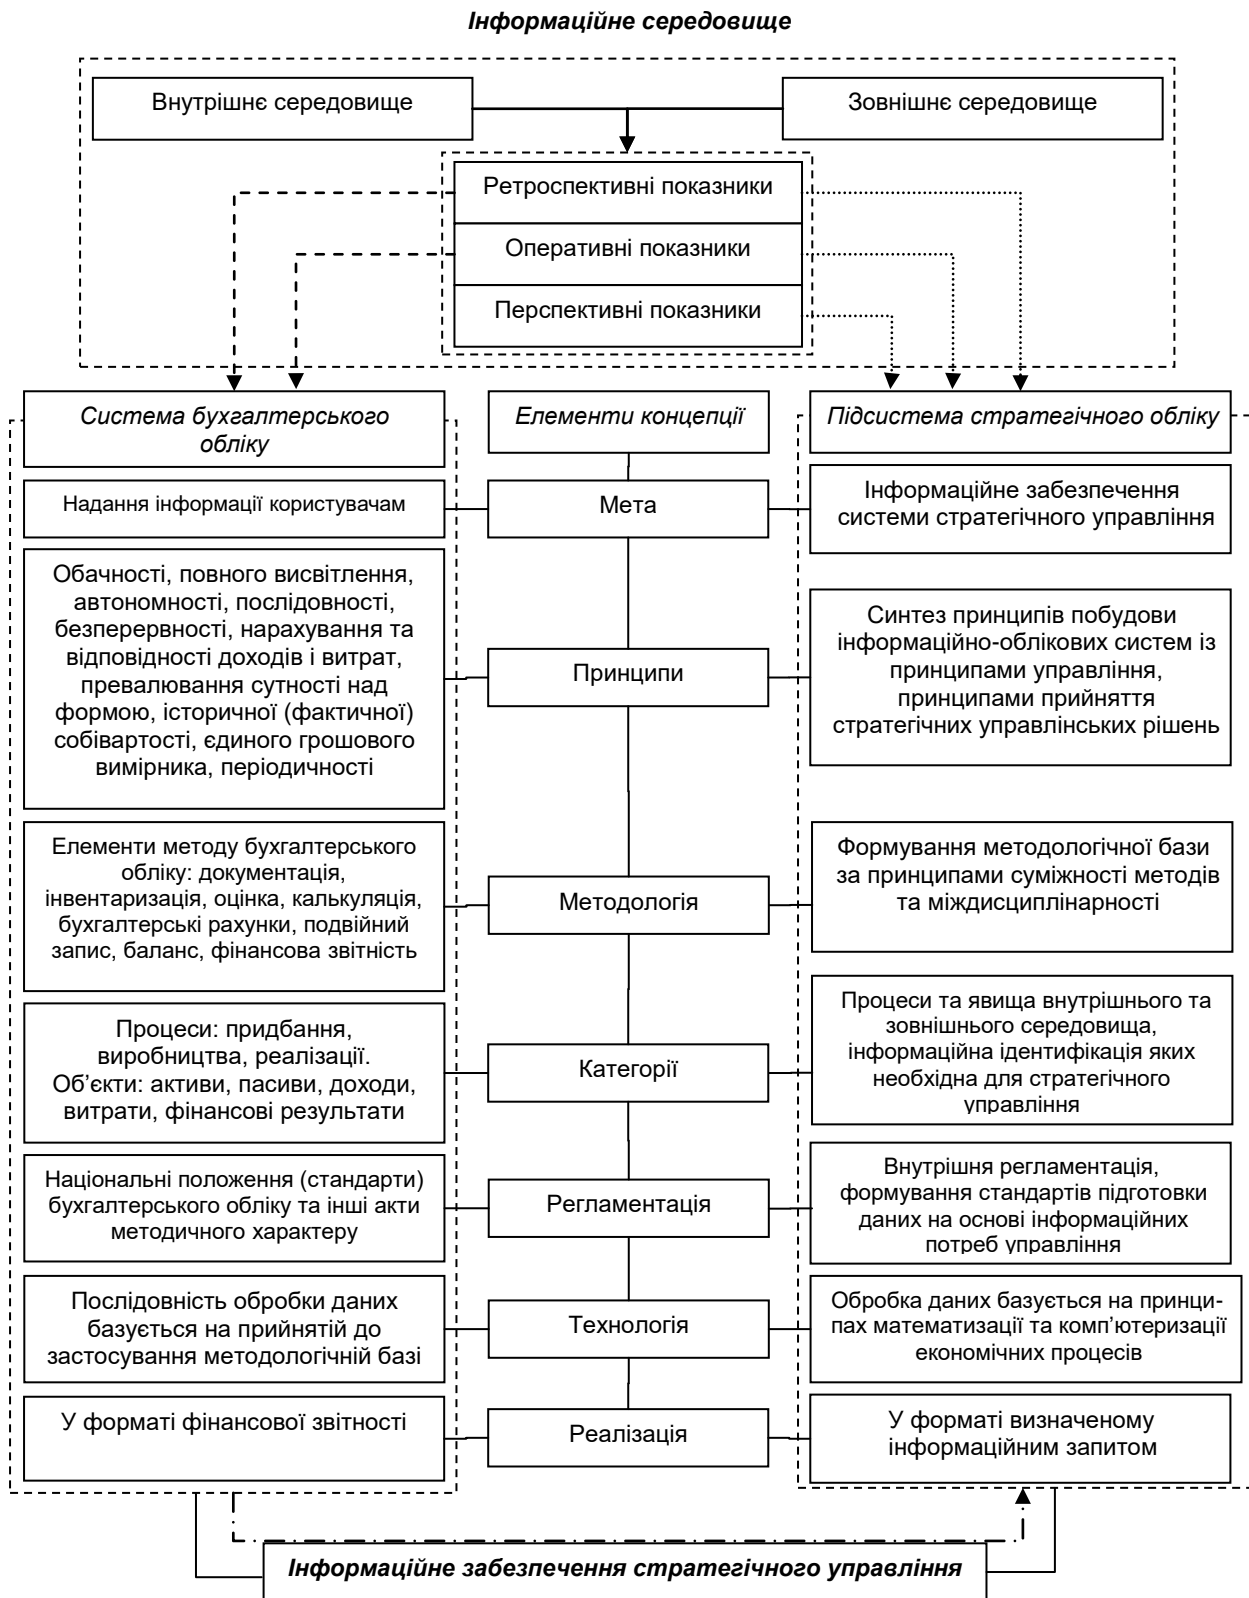 Інформаційне середовище
Внутрішнє середовище
Зовнішнє середовище
Ретроспективні показники
Оперативні показники
Перспективні показники
Система бухгалтерського
обліку
Елементи концепції
Підсистема стратегічного обліку
Надання інформації користувачам
Мета
Інформаційне забезпечення
системи стратегічного управління
Обачності, повного висвітлення,
автономності, послідовності,
безперервності, нарахування та
відповідності доходів і витрат,
превалювання сутності над
формою, історичної (фактичної)
собівартості, єдиного грошового
вимірника, періодичності
Принципи
Синтез принципів побудови
інформаційно-облікових систем із
принципами управління,
принципами прийняття
стратегічних управлінських рішень
Елементи методу бухгалтерського
обліку: документація,
інвентаризація, оцінка, калькуляція,
бухгалтерські рахунки, подвійний
запис, баланс, фінансова звітність
Методологія
Формування методологічної бази
за принципами суміжності методів
та міждисциплінарності
Процеси: придбання,
виробництва, реалізації.
Об’єкти: активи, пасиви, доходи,
витрати, фінансові результати
Категорії
Процеси та явища внутрішнього та
зовнішнього середовища,
інформаційна ідентифікація яких
необхідна для стратегічного
управління
Національні положення (стандарти)
бухгалтерського обліку та інші акти
методичного характеру
Регламентація
Внутрішня регламентація,
формування стандартів підготовки
даних на основі інформаційних
потреб управління
Послідовність обробки даних
базується на прийнятій до
застосування методологічній базі
Технологія
Обробка даних базується на принци-
пах математизації та комп’ютеризації
економічних процесів
У форматі фінансової звітності
Реалізація
У форматі визначеному
інформаційним запитом
Інформаційне забезпечення стратегічного управління